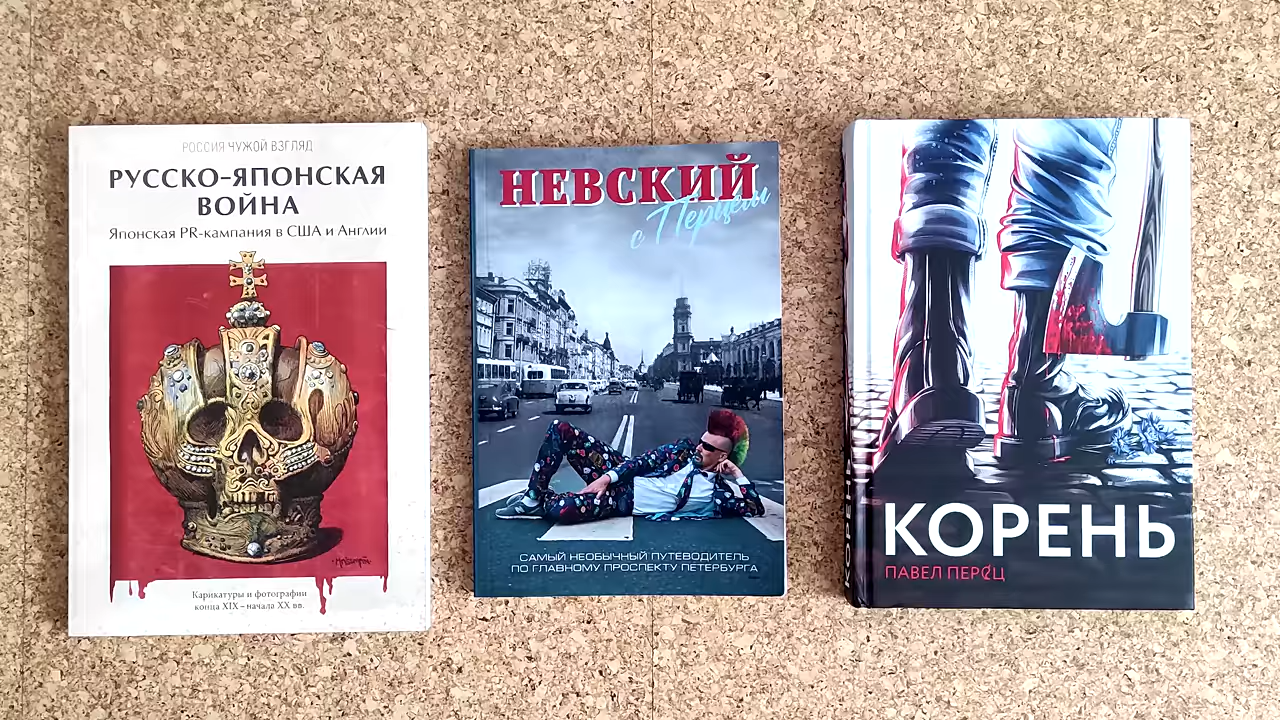 РОССИЯ ЧУЖОЙ ВЗГЛЯД
РУССКО-ЯПОНСКАЯ
ВОЙНА
Японская PR-кампания в США и Англии
Карикатуры и фотографии
конца XIX – начала XX вв.
НЕВСКИЙ
с Перцем
САМЫЙ НЕОБЫЧНЫЙ ПУТЕВОДИТЕЛЬ
ПО ГЛАВНОМУ ПРОСПЕКТУ ПЕТЕРБУРГА
КОРЕНЬ
КОРЕНЬ
ПАВЕЛ ПЕРЕЦ